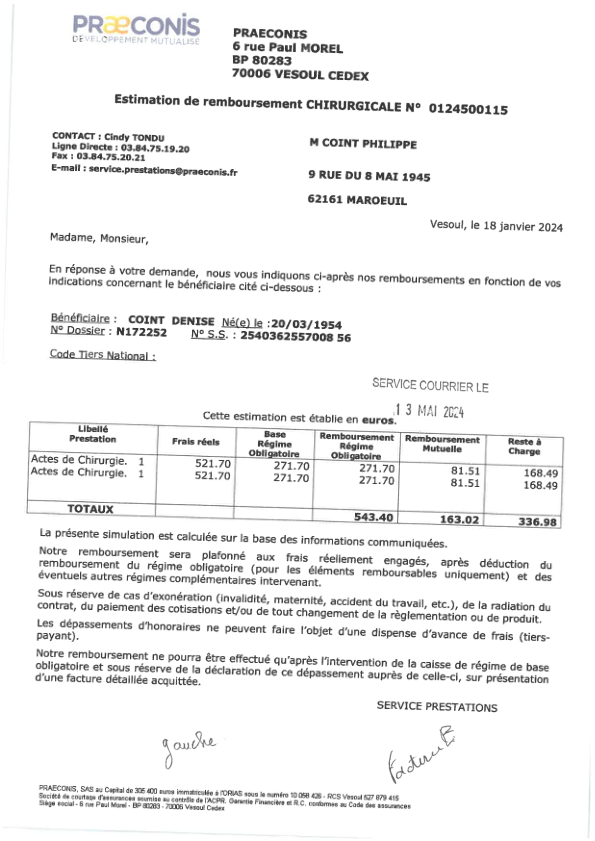 PRÆCONIS
DEVELOPPEMENT MUTUALISE
PRAECONIS
6 rue Paul MOREL
BP 80283
70006 VESOUL CEDEX
Estimation de remboursement CHIRURGICALE N° 0124500115
CONTACT : Cindy TONDU
Ligne Directe : 03.84.75.19.20
Fax : 03.84.75.20.21
E-mail : service.prestations@praeconis.fr
M COINT PHILIPPE
9 RUE DU 8 MAI 1945
62161 MAROEUIL
Vesoul, le 18 janvier 2024
Madame, Monsieur,
En réponse à votre demande, nous vous indiquons ci-après nos remboursements en fonction de vos
indications concernant le bénéficiaire cité ci-dessous :
Bénéficiaire : COINT DENISE Né(e) le :20/03/1954
N° Dossier : N172252 N° S.S. : 2540362557008 56
Code Tiers National :
SERVICE COURRIER LE
13 MAI 2024
Cette estimation est établie en euros.
Libellé Prestation Frais réels Base Régime Obligatoire Remboursement Régime Obligatoire Remboursement Mutuelle Reste à Charge
Actes de Chirurgie. 1 521.70 271.70 271.70 81.51 168.49
Actes de Chirurgie. 1 521.70 271.70 271.70 81.51 168.49
TOTAUX 543.40 163.02 336.98
La présente simulation est calculée sur la base des informations communiquées.
Notre remboursement sera plafonné aux frais réellement engagés, après déduction du
remboursement du régime obligatoire (pour les éléments remboursables uniquement) et des
éventuels autres régimes complémentaires intervenant.
Sous réserve de cas d'exonération (invalidité, maternité, accident du travail, etc.), de la radiation du
contrat, du paiement des cotisations et/ou de tout changement de la règlementation ou de produit.
Les dépassements d'honoraires ne peuvent faire l'objet d'une dispense d'avance de frais (tiers-
payant).
Notre remboursement ne pourra être effectué qu'après l'intervention de la caisse de régime de base
obligatoire et sous réserve de la déclaration de ce dépassement auprès de celle-ci, sur présentation
d'une facture détaillée acquittée.
SERVICE PRESTATIONS
gauche
PRAECONIS, SAS au Capital de 305 400 euros immatriculée à l'ORIAS sous le numéro 10 058 426 - RCS Vesoul 527 879 415
Société de courtage d'assurances soumise au contrôle de l'ACPR. Garantie Financière et R.C. conformes au Code des assurances
Siège social - 6 rue Paul Morel - BP 80283 - 70006 Vesoul Cedex